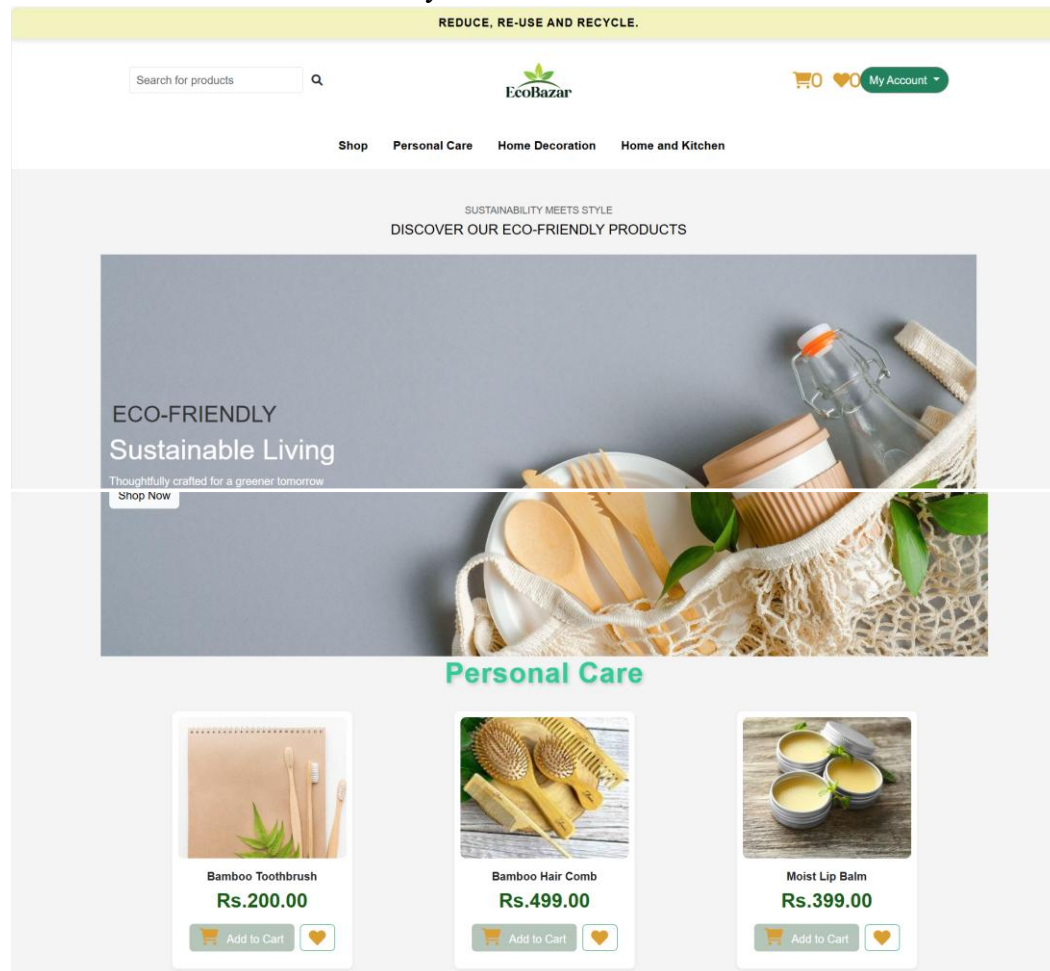 REDUCE, RE-USE AND RECYCLE.
Search for products
EcoBazar
0 0 My Account
Shop Personal Care Home Decoration Home and Kitchen
SUSTAINABILITY MEETS STYLE
DISCOVER OUR ECO-FRIENDLY PRODUCTS
ECO-FRIENDLY
Sustainable Living
Thoughtfully crafted for a greener tomorrow
Shop Now
Personal Care
Bamboo Toothbrush Bamboo Hair Comb Moist Lip Balm
Rs.200.00 Rs.499.00 Rs.399.00
Add to Cart Add to Cart Add to Cart